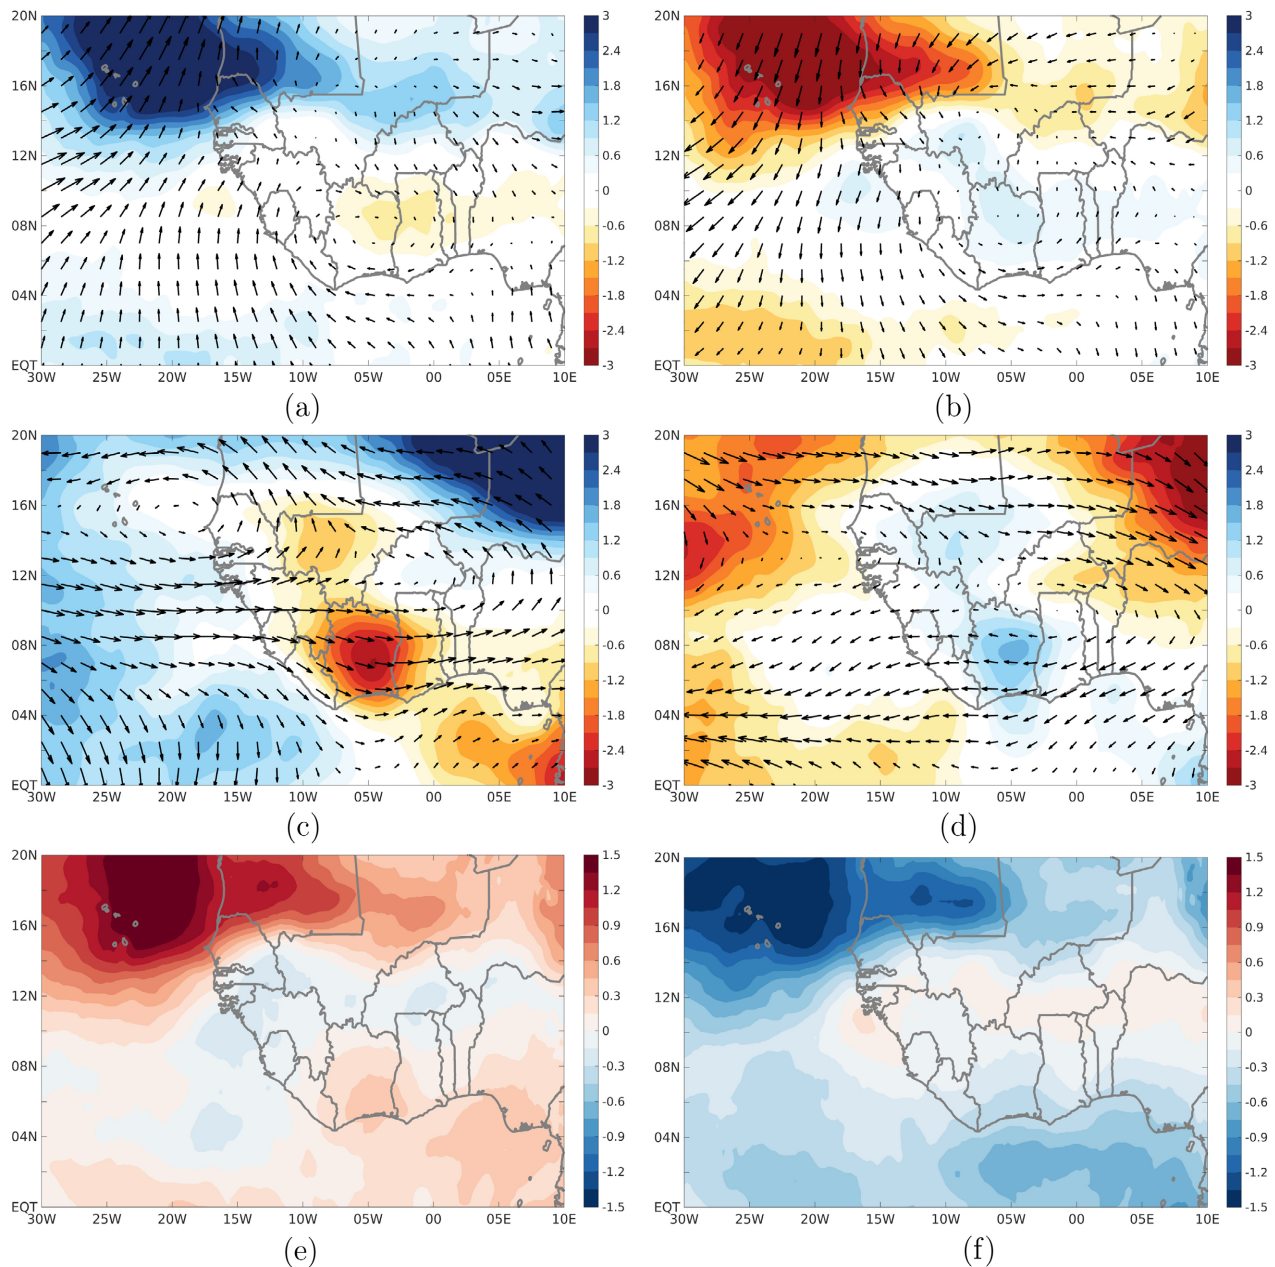 20N
16N
12N
08N
04N
EQT
30W 25W 20W 15W 10W 05W 00 05E 10E
3
2.4
1.8
1.2
0.6
0
-0.6
-1.2
-1.8
-2.4
-3
(a)
20N
16N
12N
08N
04N
EQT
30W 25W 20W 15W 10W 05W 00 05E 10E
3
2.4
1.8
1.2
0.6
0
-0.6
-1.2
-1.8
-2.4
-3
(b)
20N
16N
12N
08N
04N
EQT
30W 25W 20W 15W 10W 05W 00 05E 10E
3
2.4
1.8
1.2
0.6
0
-0.6
-1.2
-1.8
-2.4
-3
(c)
20N
16N
12N
08N
04N
EQT
30W 25W 20W 15W 10W 05W 00 05E 10E
3
2.4
1.8
1.2
0.6
0
-0.6
-1.2
-1.8
-2.4
-3
(d)
20N
16N
12N
08N
04N
EQT
30W 25W 20W 15W 10W 05W 00 05E 10E
1.5
1.2
0.9
0.6
0.3
0
-0.3
-0.6
-0.9
-1.2
-1.5
(e)
20N
16N
12N
08N
04N
EQT
30W 25W 20W 15W 10W 05W 00 05E 10E
1.5
1.2
0.9
0.6
0.3
0
-0.3
-0.6
-0.9
-1.2
-1.5
(f)